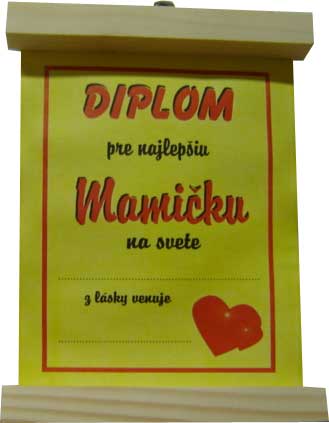 DIPLOM
pre najlepšiu
Mamičku
na svete
z lásky venuje